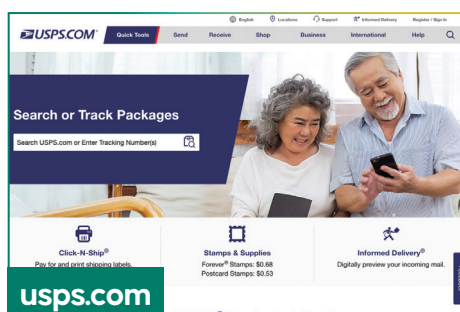 English Locations Support Informed Delivery Register / Sign In
USPS.COM® Quick Tools Send Receive Shop Business International Help
Search or Track Packages
Search USPS.com or Enter Tracking Number(s)
Click-N-Ship®
Pay for and print shipping labels.
Stamps & Supplies
Forever® Stamps: $0.68
Postcard Stamps: $0.53
Informed Delivery®
Digitally preview your incoming mail.
usps.com